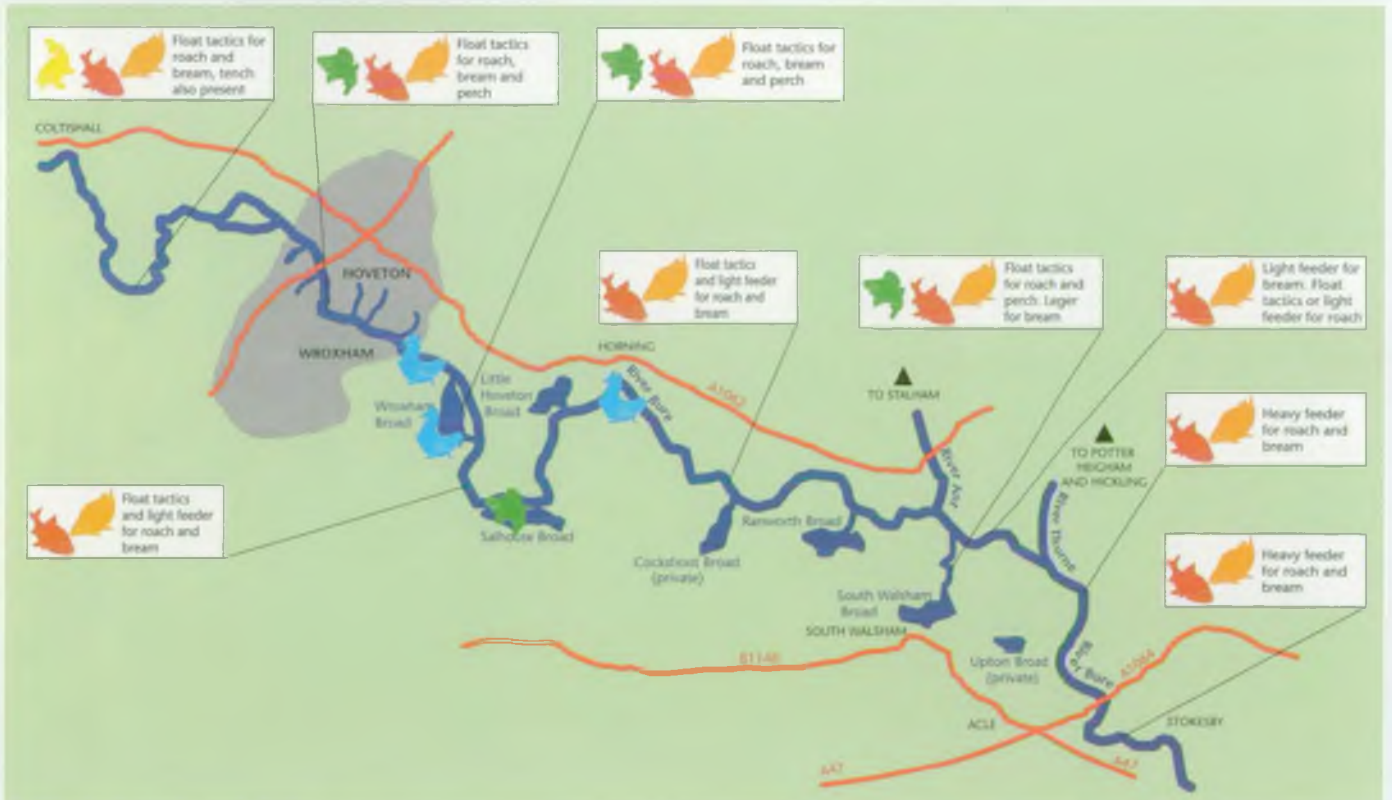 Float tactics for
roach and
bream, tench
also present
Float tactics
for roach,
bream and
perch
Float tactics for
roach, bream
and perch
COLTISHALL
HOVETON
WROXHAM
Float tactics
and light feeder
for roach and
bream
Float tactics
for roach and
perch. Leger
for bream
Light feeder for
bream. Float
tactics or light
feeder for roach
HORNING
River Bure
A1062
Little
Hoveton
Broad
Wroxham
Broad
TO STALHAM
River Ant
Heavy feeder
for roach and
bream
TO POTTER
HEIGHAM
AND HICKLING
River Thurne
Float tactics
and light feeder
for roach and
bream
Salhouse Broad
Ranworth Broad
Cockshoot Broad
(private)
Heavy feeder
for roach and
bream
South Walsham
Broad
SOUTH WALSHAM
B1140
Upton Broad
(private)
River Bure
A1064
ACLE
STOKESBY
A47
A47